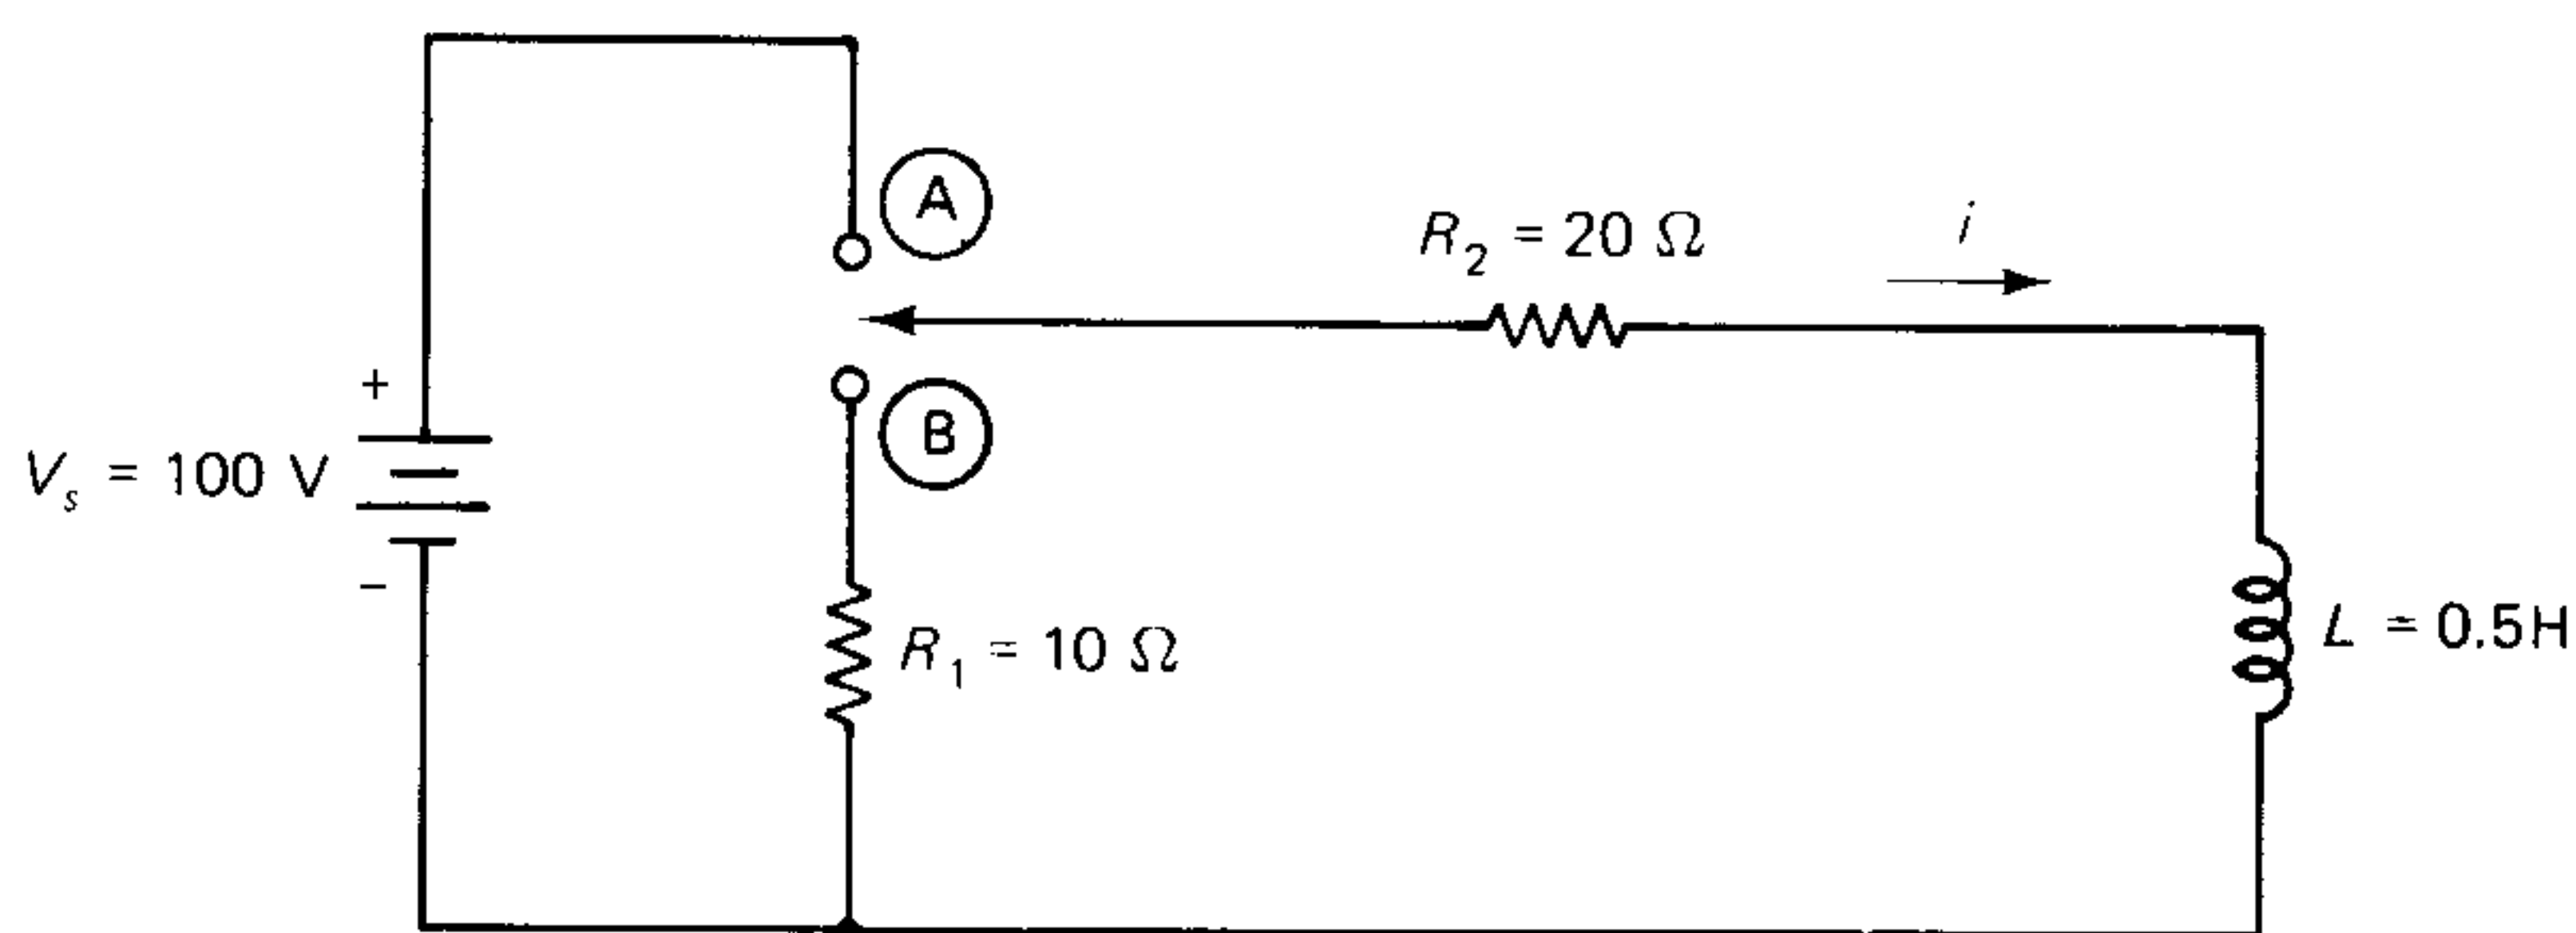 A
R₂ = 20 Ω
i
+
B
Vₛ = 100 V
−
R₁ = 10 Ω
L = 0.5H